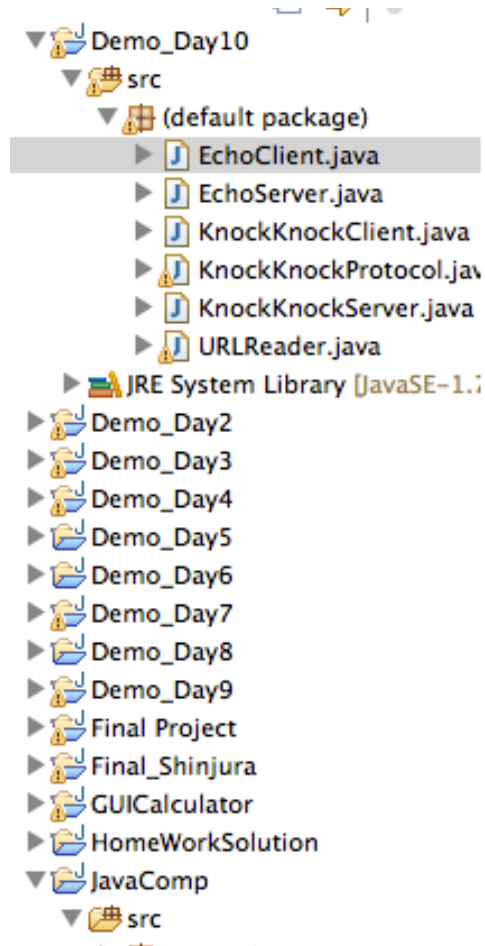 Demo_Day10
src
(default package)
EchoClient.java
EchoServer.java
KnockKnockClient.java
KnockKnockProtocol.jav
KnockKnockServer.java
URLReader.java
JRE System Library [JavaSE-1.7
Demo_Day2
Demo_Day3
Demo_Day4
Demo_Day5
Demo_Day6
Demo_Day7
Demo_Day8
Demo_Day9
Final Project
Final_Shinjura
GUICalculator
HomeWorkSolution
JavaComp
src